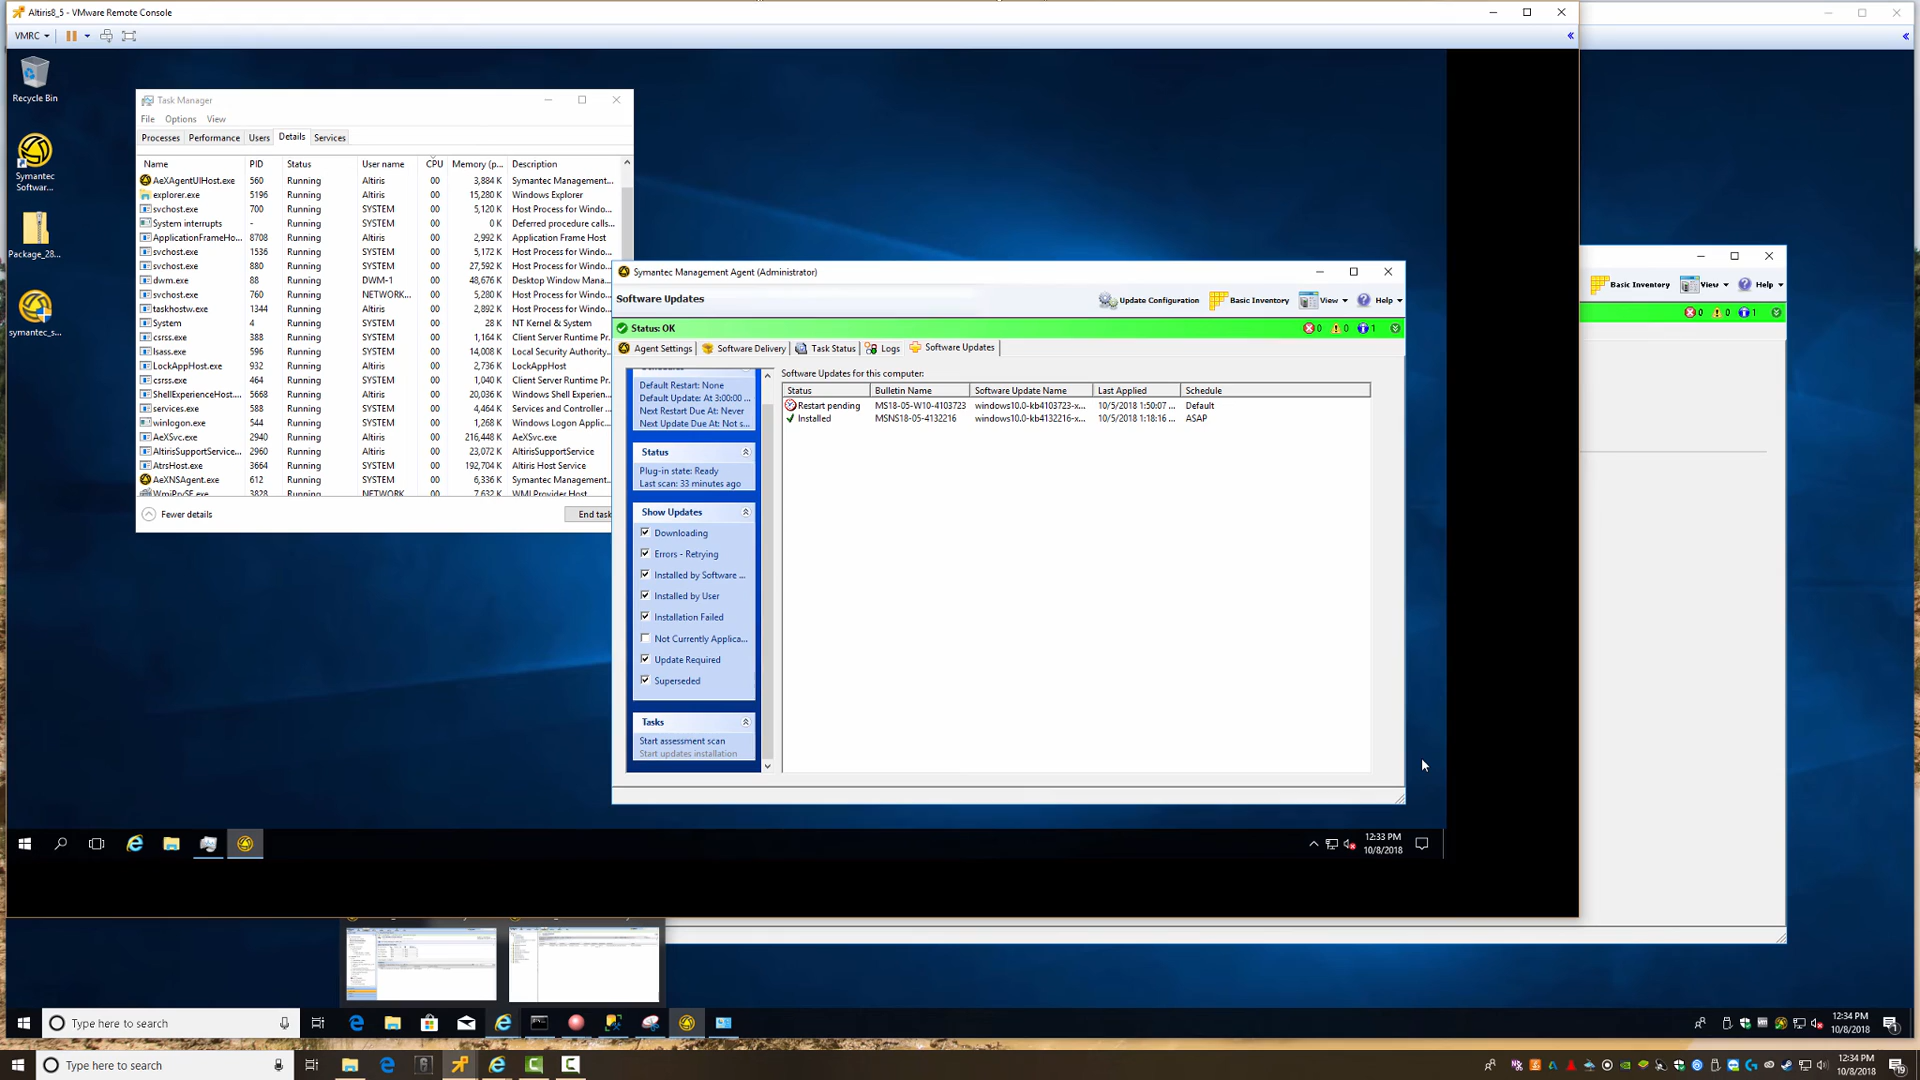 Altiris8_5 - VMware Remote Console
VMRC
Recycle Bin
Symantec
Softwar...
Package_28...
symantec_s...
Task Manager
File Options View
Processes Performance Users Details Services
Name PID Status User name CPU Memory (p... Description
AeXAgentUIHost.exe 560 Running Altiris 00 3,884 K Symantec Management...
explorer.exe 5196 Running Altiris 00 15,280 K Windows Explorer
svchost.exe 700 Running SYSTEM 00 5,120 K Host Process for Windo...
System interrupts - Running SYSTEM 00 0 K Deferred procedure calls...
ApplicationFrameHo... 8708 Running Altiris 00 2,992 K Application Frame Host
svchost.exe 1536 Running SYSTEM 00 5,172 K Host Process for Windo...
svchost.exe 880 Running SYSTEM 00 27,592 K Host Process for Windo...
dwm.exe 88 Running DWM-1 00 48,676 K Desktop Window Mana...
svchost.exe 760 Running NETWORK... 00 5,280 K Host Process for Windo...
taskhostw.exe 1344 Running Altiris 00 2,892 K Host Process for Windo...
System 4 Running SYSTEM 00 28 K NT Kernel & System
csrss.exe 388 Running SYSTEM 00 1,164 K Client Server Runtime Pr...
lsass.exe 596 Running SYSTEM 00 14,008 K Local Security Authority...
LockAppHost 932 Running Altiris 00 2,736 K LockAppHost
csrss.exe 464 Running SYSTEM 00 1,040 K Client Server Runtime Pr...
ShellExperienceHost... 5668 Running Altiris 00 20,036 K Windows Shell Experien...
services.exe 588 Running SYSTEM 00 4,464 K Services and Controller ...
winlogon.exe 544 Running SYSTEM 00 1,268 K Windows Logon Applic...
AeXSvc.exe 2940 Running Altiris 00 216,448 K AeXSvc.exe
AltirisSupportService... 2960 Running Altiris 00 23,072 K AltirisSupportService
AtrsHost.exe 3664 Running SYSTEM 00 192,704 K Altiris Host Service
AeXNSAgent.exe 612 Running SYSTEM 00 6,336 K Symantec Management...
WmiPrvSE.exe 3828 Running NETWORK 00 7,632 K WMI Provider Host
Fewer details
End task
Symantec Management Agent (Administrator)
Software Updates
Update Configuration Basic Inventory View Help
Status: OK
0 0 1
Agent Settings Software Delivery Task Status Logs Software Updates
Default Restart: None
Default Update: At 3:00:00 ...
Next Restart Due At: Never
Next Update Due At: Not s...
Status
Plug-in state: Ready
Last scan: 33 minutes ago
Show Updates
Downloading
Errors - Retrying
Installed by Software ...
Installed by User
Installation Failed
Not Currently Applica...
Update Required
Superseded
Tasks
Start assessment scan
Start updates installation
Software Updates for this computer:
Status Bulletin Name Software Update Name Last Applied Schedule
Restart pending MS18-05-W10-4103723 windows10.0-kb4103723-x... 10/5/2018 1:50:07 ... Default
Installed MSNS18-05-4132216 windows10.0-kb4132216-x... 10/5/2018 1:18:16 ... ASAP
Basic Inventory View Help
0 0 1
12:33 PM
10/8/2018
Type here to search
12:34 PM
10/8/2018
Type here to search
12:34 PM
10/8/2018